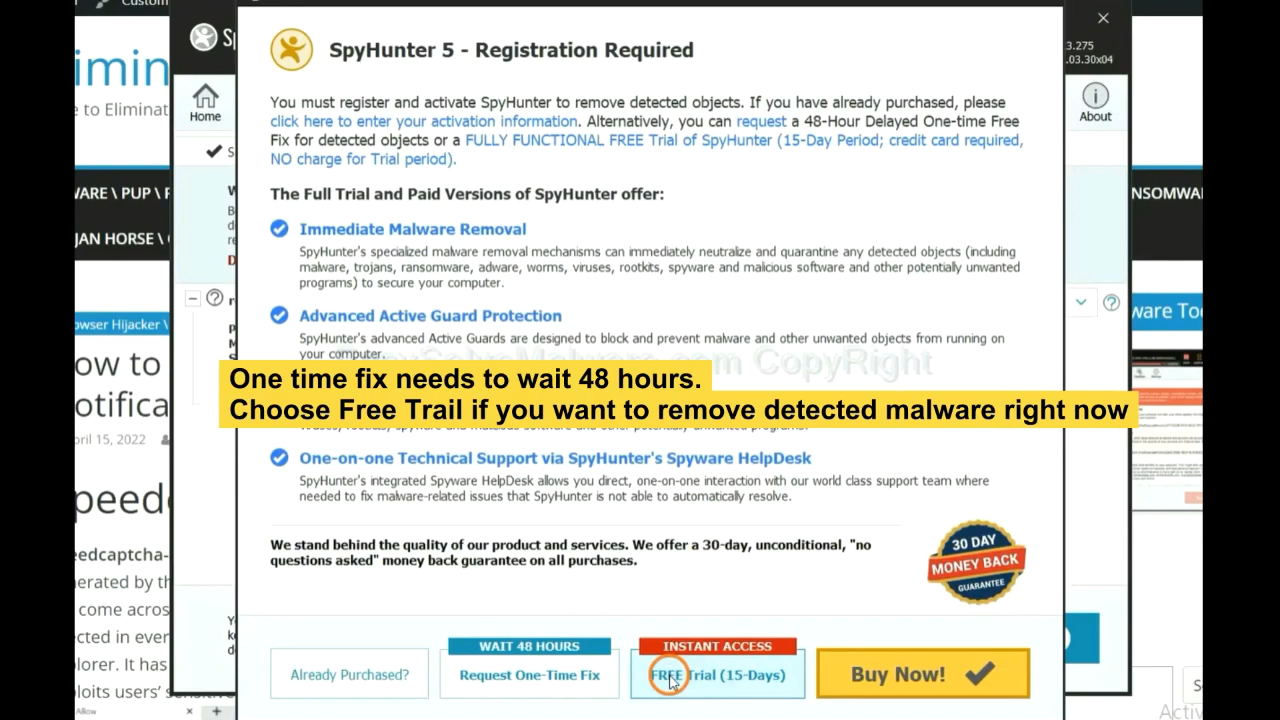 Custom
Sp
SpyHunter 5 - Registration Required
3.275
.03.30x04
imin
e to Eliminat
Home
About
You must register and activate SpyHunter to remove detected objects. If you have already purchased, please
click here to enter your activation information. Alternatively, you can request a 48-Hour Delayed One-time Free
Fix for detected objects or a FULLY FUNCTIONAL FREE Trial of SpyHunter (15-Day Period; credit card required,
NO charge for Trial period).
S
WARE \ PUP \ F
NSOMWA
The Full Trial and Paid Versions of SpyHunter offer:
Immediate Malware Removal
JAN HORSE \
SpyHunter's specialized malware removal mechanisms can immediately neutralize and quarantine any detected objects (including
malware, trojans, ransomware, adware, worms, viruses, rootkits, spyware and malicious software and other potentially unwanted
programs) to secure your computer.
Advanced Active Guard Protection
owser Hijacker \
ware Too
SpyHunter's advanced Active Guards are designed to block and prevent malware and other unwanted objects from running on
your computer.
ow to
CopyRight
One time fix needs to wait 48 hours.
Choose Free Trail if you want to remove detected malware right now
otifica
oril 15, 2022
One-on-one Technical Support via SpyHunter's Spyware HelpDesk
SpyHunter's integrated Spyware HelpDesk allows you direct, one-on-one interaction with our world class support team where
needed to fix malware-related issues that SpyHunter is not able to automatically resolve.
peed
We stand behind the quality of our product and services. We offer a 30-day, unconditional, "no
questions asked" money back guarantee on all purchases.
30 DAY
MONEY BACK
GUARANTEE
eedcaptcha-
nerated by th
come across
cted in ever
plorer. It has
ploits users'
WAIT 48 HOURS
INSTANT ACCESS
Already Purchased?
Request One-Time Fix
FREE Trial (15-Days)
Buy Now!
S
Allow
Activ